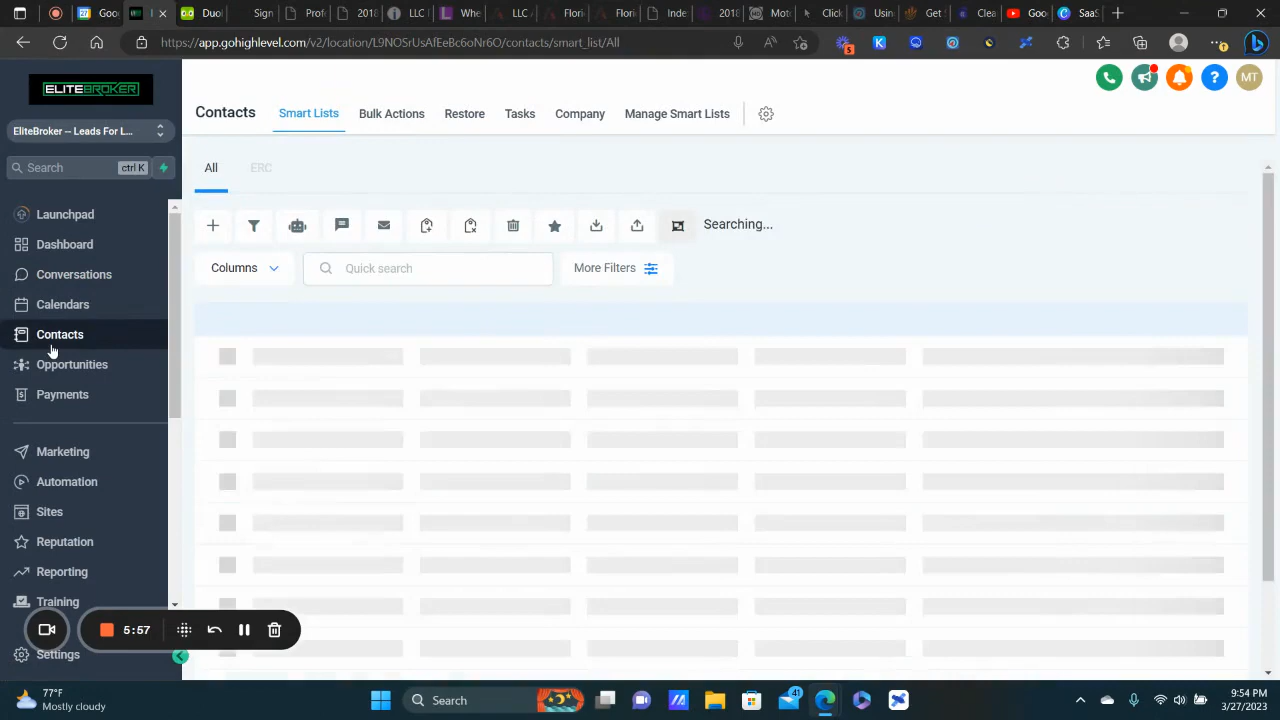 Goo
Duo
Sign
Profe
2018
LLC
Whe
LLC
Flori
Flori
Inde
2018
Mot
Click
Onsin
Get
Clea
Goo
SaaS
https://app.gohighlevel.com/v2/location/L9NOSrUsAfEeBc6oNr6O/contacts/smart_list/All
ELITEBROKER
MT
Contacts
Smart Lists
Bulk Actions
Restore
Tasks
Company
Manage Smart Lists
EliteBroker -- Leads For L...
Search
ctrl K
All
ERC
Launchpad
Searching...
Dashboard
Columns
Quick search
More Filters
Conversations
Calendars
Contacts
Opportunities
Payments
Marketing
Automation
Sites
Reputation
Reporting
Training
5:57
Settings
77°F
Mostly cloudy
Search
41
9:54 PM
3/27/2023